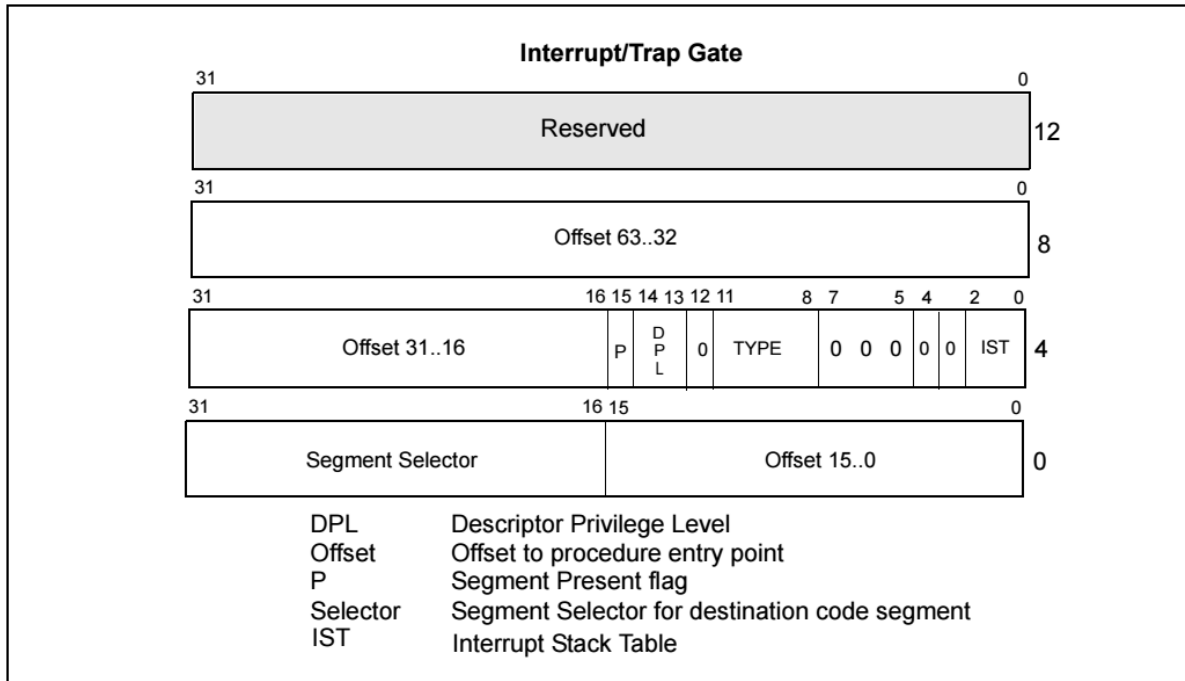 Interrupt/Trap Gate
31 0
Reserved 12
31 0
Offset 63..32 8
31 16 15 14 13 12 11 8 7 5 4 2 0
Offset 31..16 P DPL 0 TYPE 0 0 0 0 0 IST 4
31 16 15 0
Segment Selector Offset 15..0 0
DPL Descriptor Privilege Level
Offset Offset to procedure entry point
P Segment Present flag
Selector Segment Selector for destination code segment
IST Interrupt Stack Table